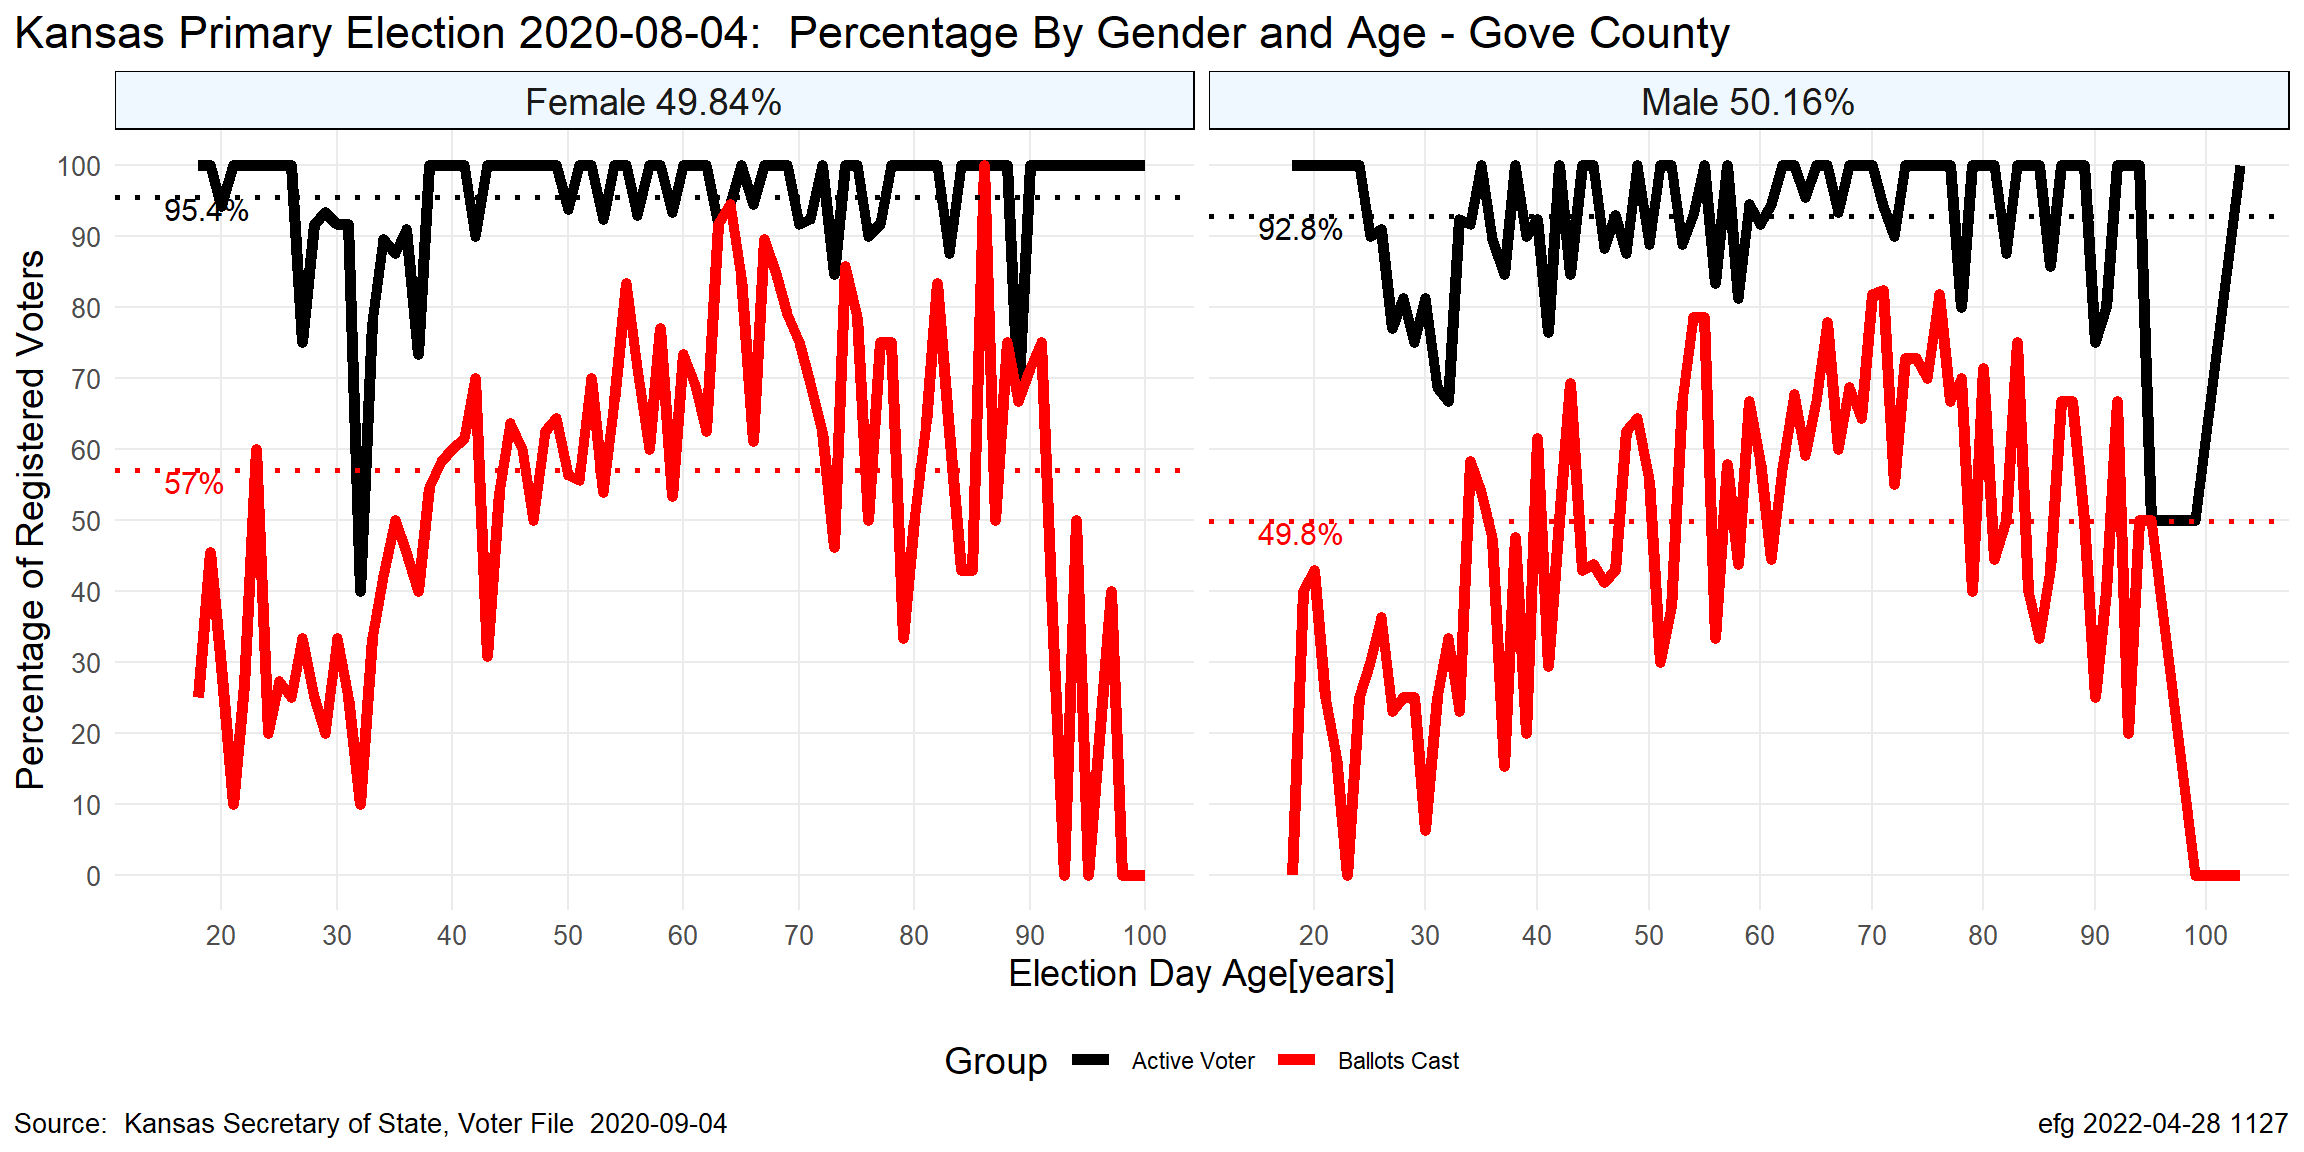 Kansas Primary Election 2020-08-04:  Percentage By Gender and Age - Gove County
Female 49.84%
Male 50.16%
Percentage of Registered Voters
100
90
80
70
60
50
40
30
20
10
0
95.4%
57%
92.8%
49.8%
20 30 40 50 60 70 80 90 100
20 30 40 50 60 70 80 90 100
Election Day Age[years]
Group Active Voter Ballots Cast
Source:  Kansas Secretary of State, Voter File  2020-09-04
efg 2022-04-28 1127